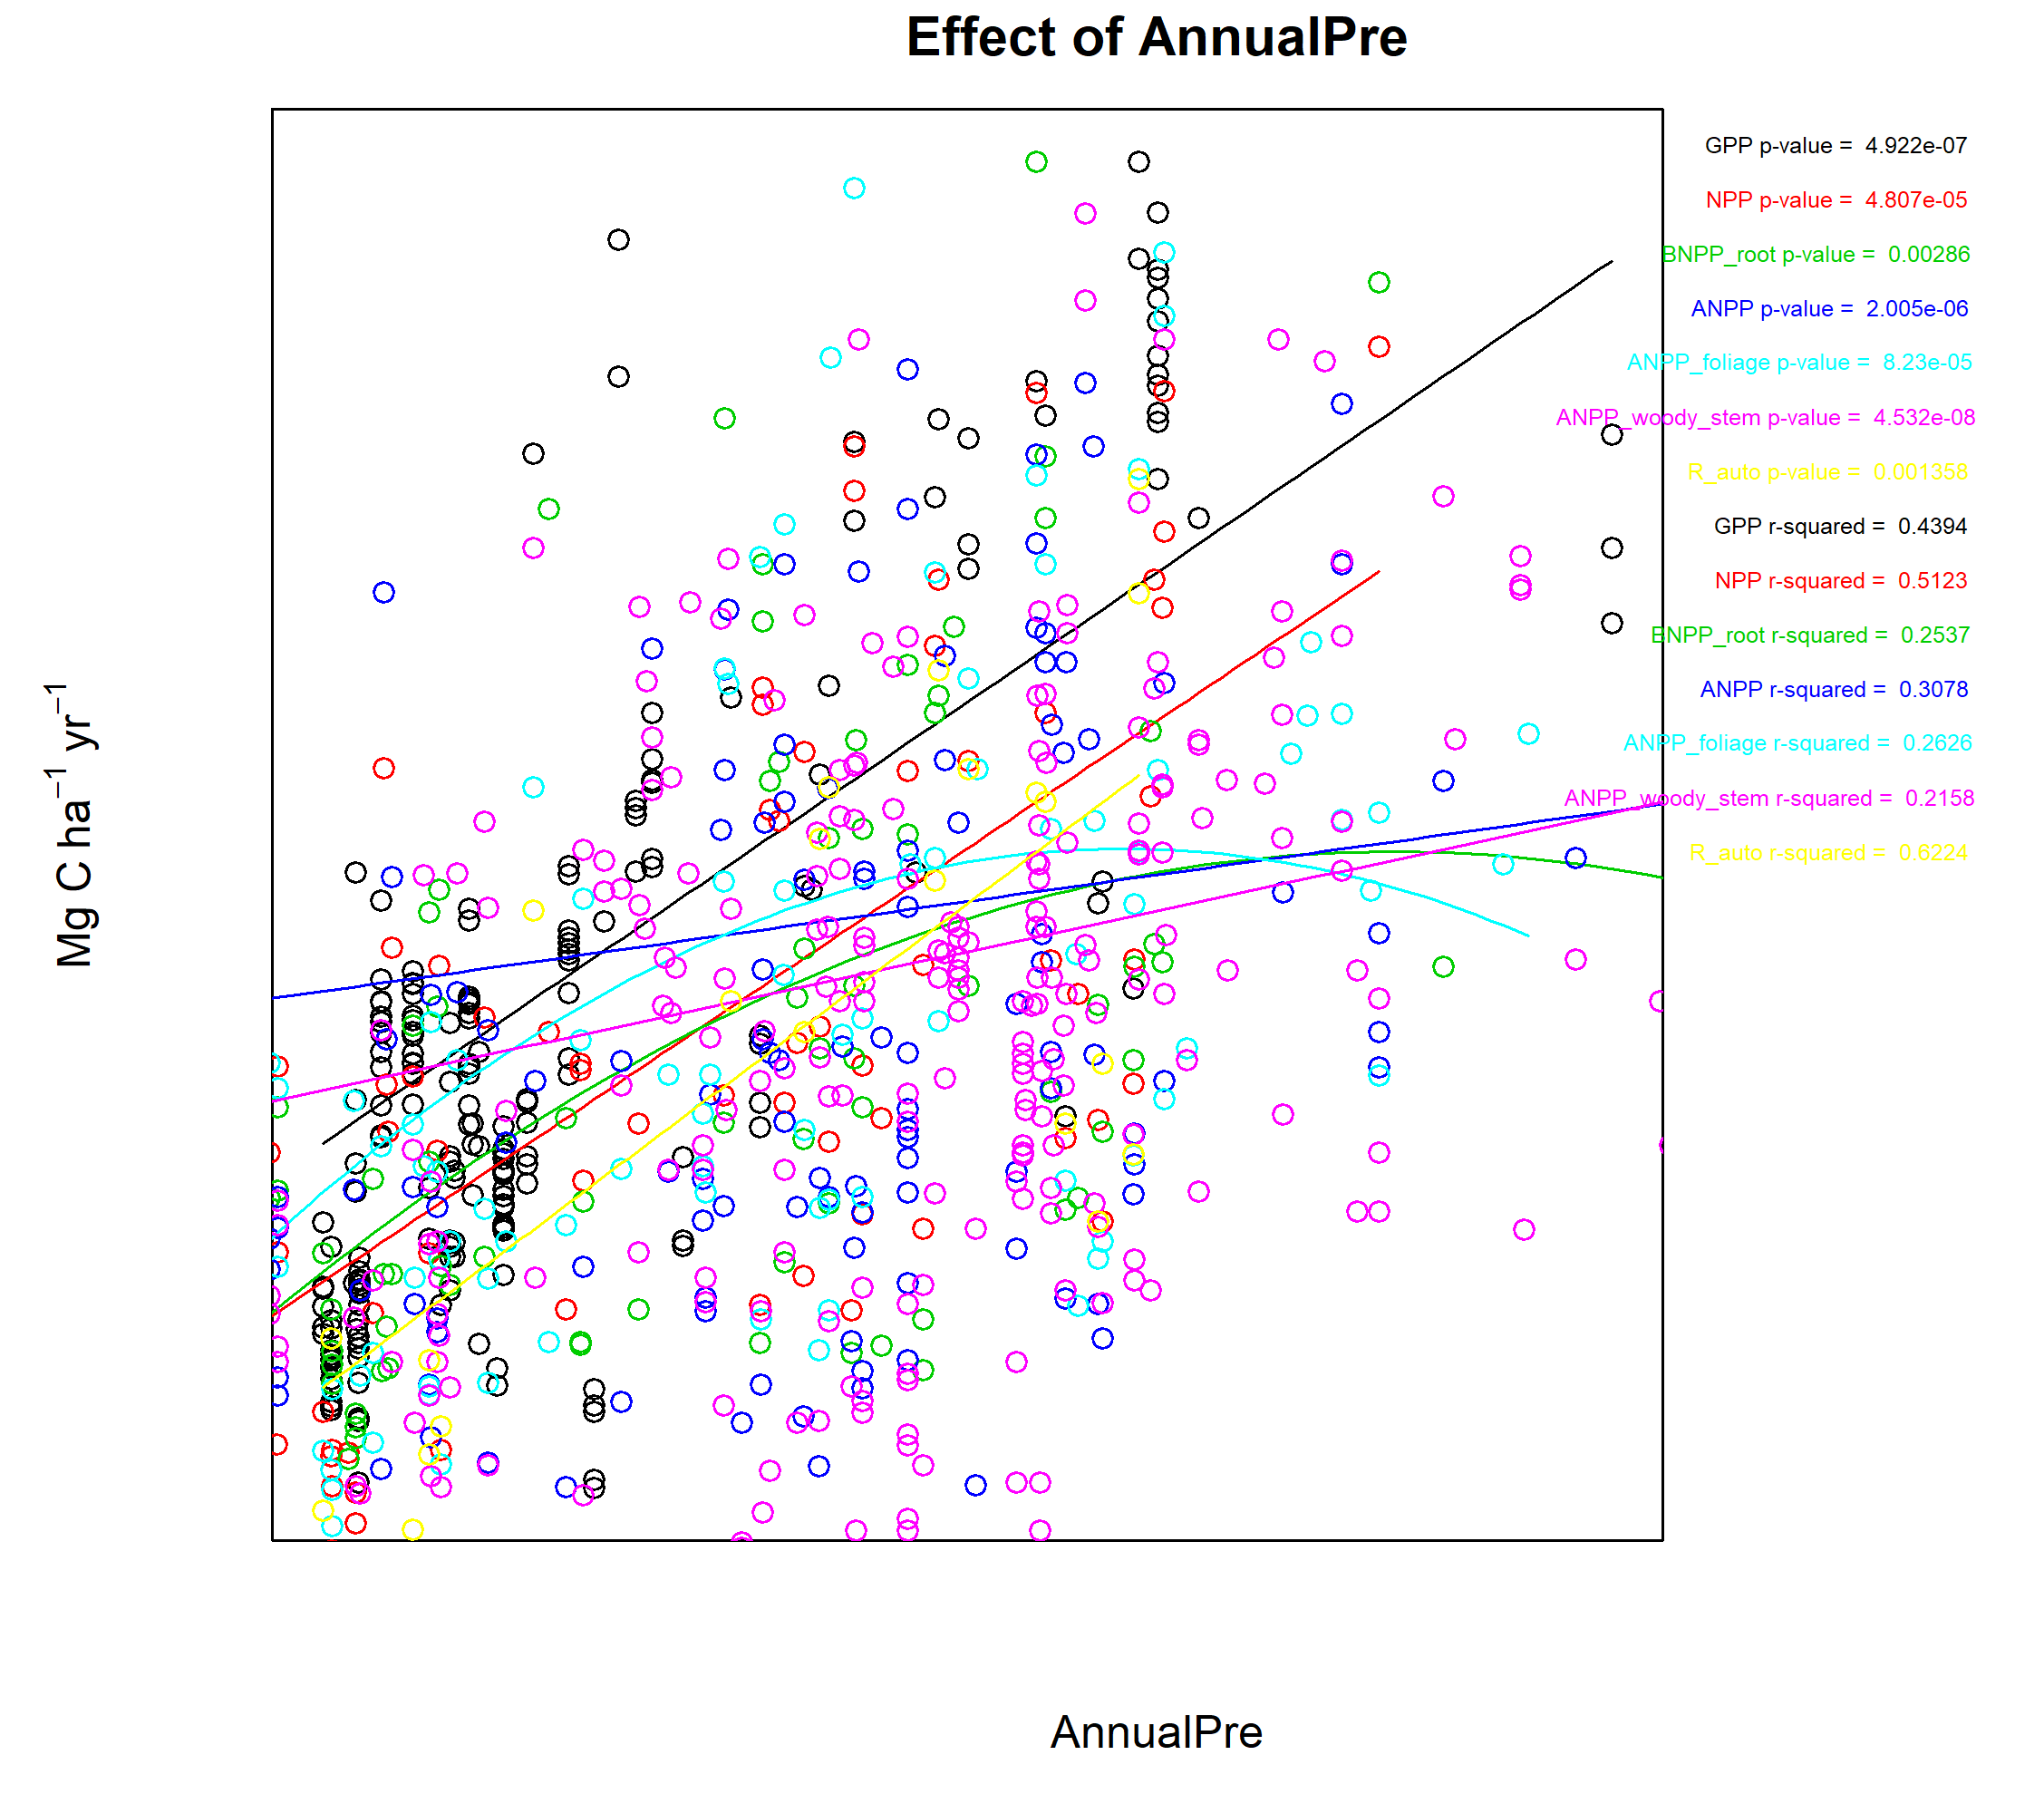 Effect of AnnualPre
GPP p-value = 4.922e-07
NPP p-value = 4.807e-05
BNPP_root p-value = 0.00286
ANPP p-value = 2.005e-06
ANPP_foliage p-value = 8.23e-05
ANPP_woody_stem p-value = 4.532e-08
R_auto p-value = 0.001358
GPP r-squared = 0.4394
NPP r-squared = 0.5123
BNPP_root r-squared = 0.2537
ANPP r-squared = 0.3078
ANPP_foliage r-squared = 0.2626
ANPP_woody_stem r-squared = 0.2158
R_auto r-squared = 0.6224
Mg C ha⁻¹ yr⁻¹
AnnualPre